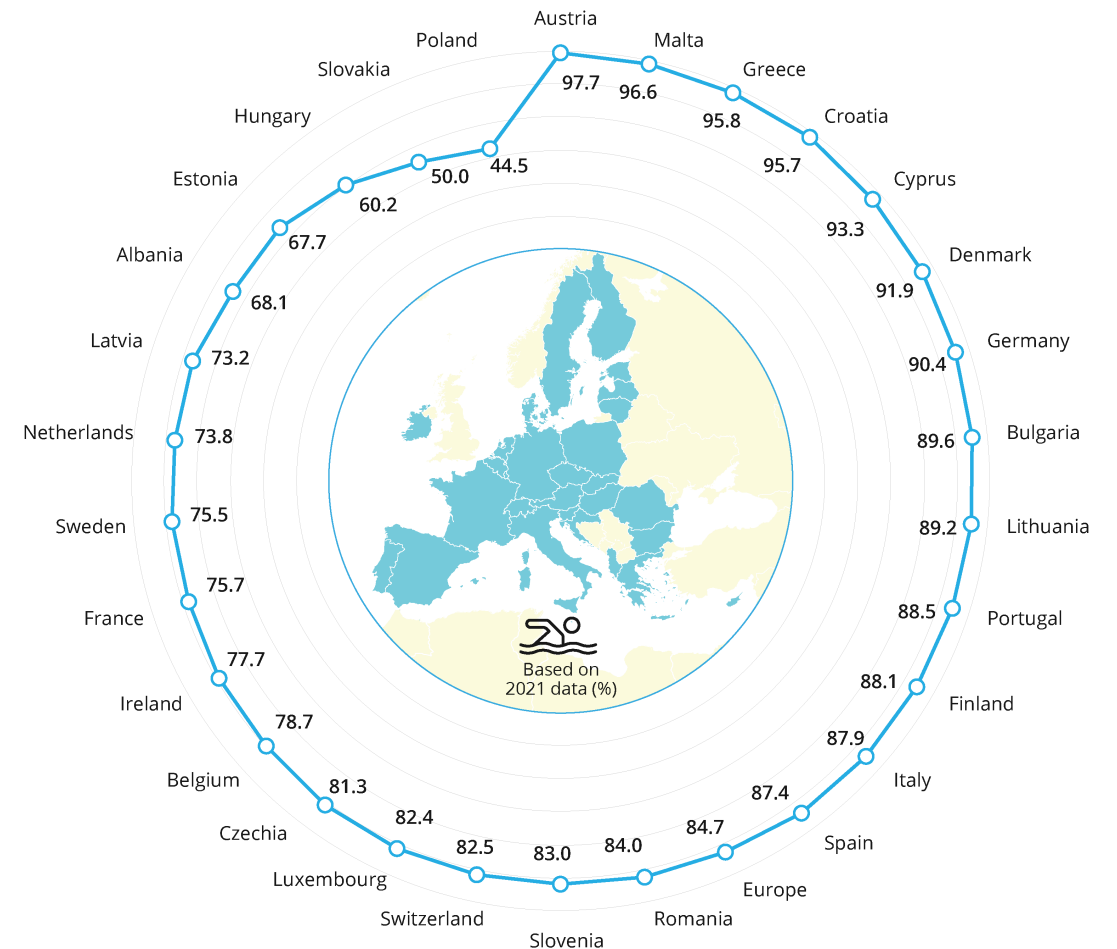 Austria
97.7
Malta
96.6
Greece
95.8
Croatia
95.7
Cyprus
93.3
Denmark
91.9
Germany
90.4
Bulgaria
89.6
Lithuania
89.2
Portugal
88.5
Finland
88.1
Italy
87.9
Spain
87.4
Europe
84.7
Romania
84.0
Slovenia
83.0
Switzerland
82.5
Luxembourg
82.4
Czechia
81.3
Belgium
78.7
Ireland
77.7
France
75.7
Sweden
75.5
Netherlands
73.8
Latvia
73.2
Albania
68.1
Estonia
67.7
Hungary
60.2
Slovakia
50.0
Poland
44.5
Based on
2021 data (%)